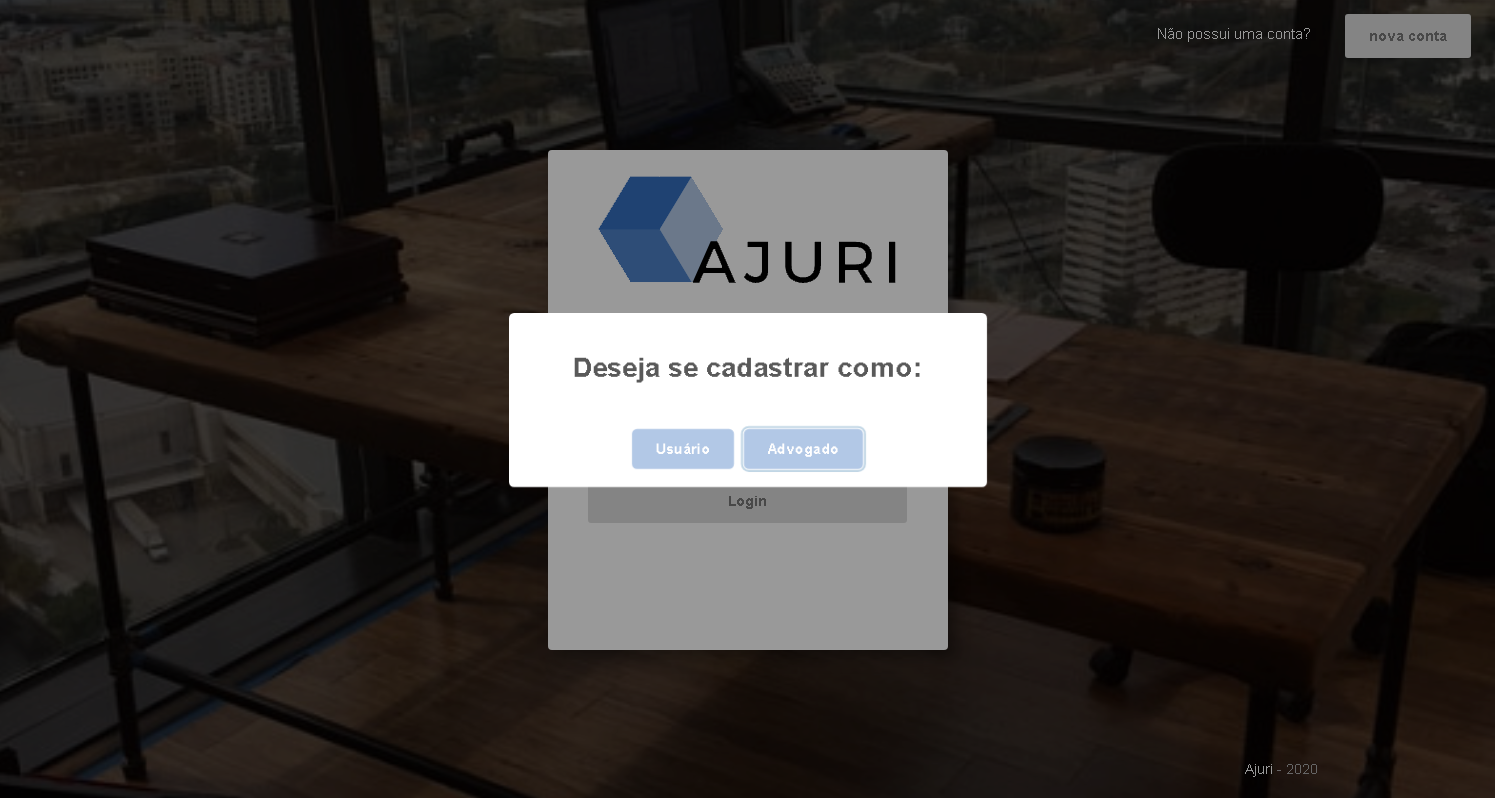 Não possui uma conta?
nova conta
AJURI
Deseja se cadastrar como:
Usuário
Advogado
Login
Ajuri - 2020